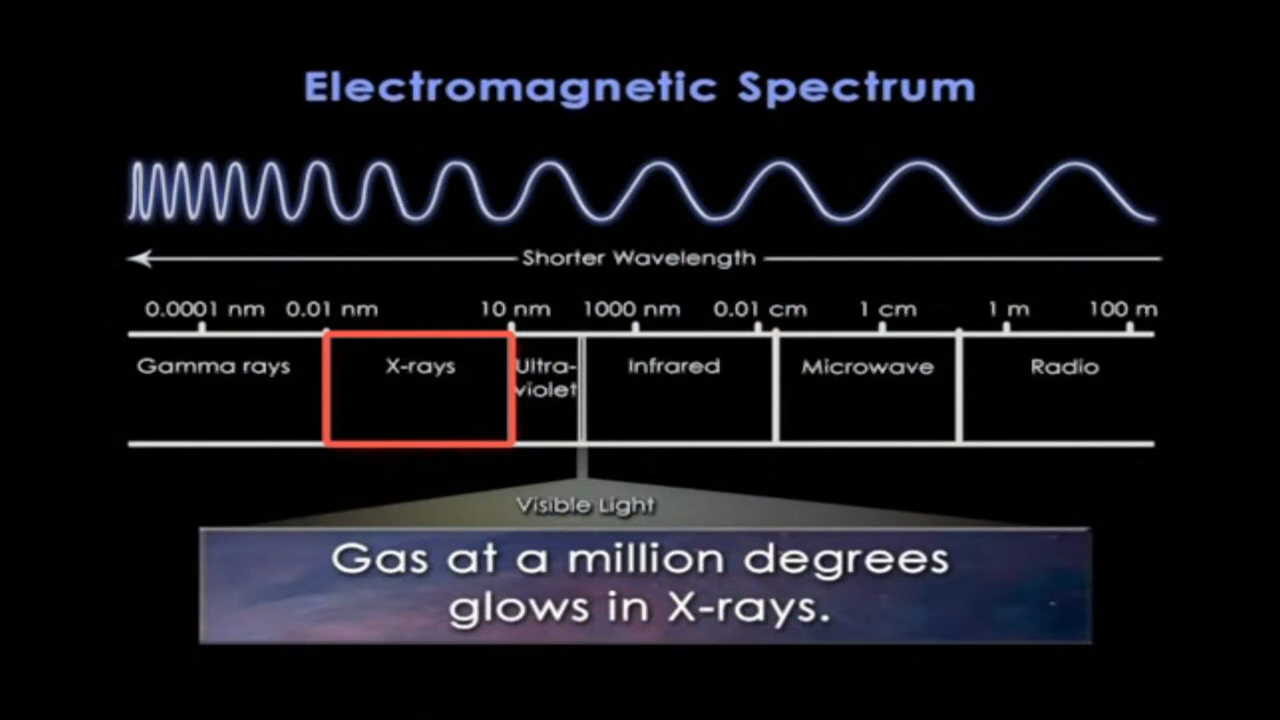 Electromagnetic Spectrum
Shorter Wavelength
0.0001 nm 0.01 nm 10 nm 1000 nm 0.01 cm 1 cm 1 m 100 m
Gamma rays X-rays Ultra- Infrared Microwave Radio
violet
Visible Light
Gas at a million degrees
glows in X-rays.